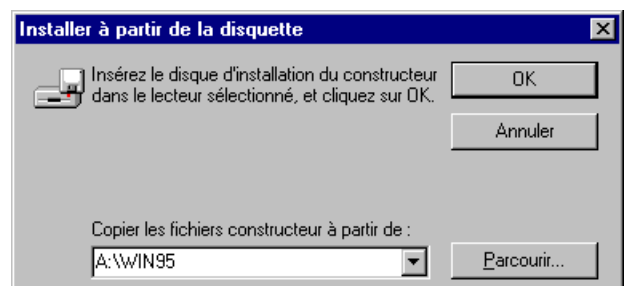 Installer à partir de la disquette
Insérez le disque d'installation du constructeur
dans le lecteur sélectionné, et cliquez sur OK.
OK
Annuler
Copier les fichiers constructeur à partir de :
A:\WIN95
Parcourir...